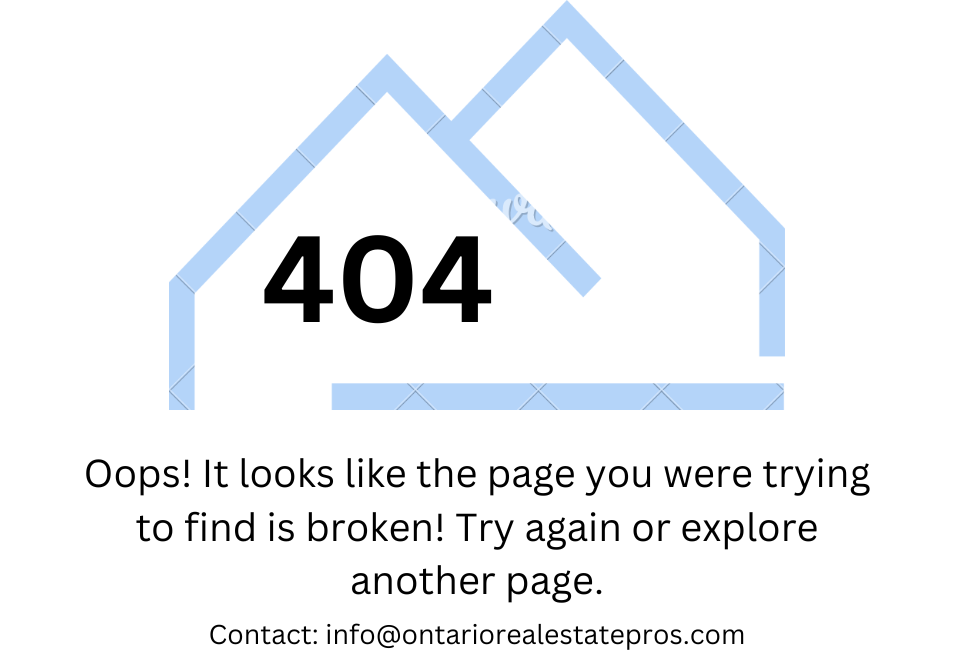 404
Oops! It looks like the page you were trying
to find is broken! Try again or explore
another page.
Contact: info@ontariorealestatepros.com